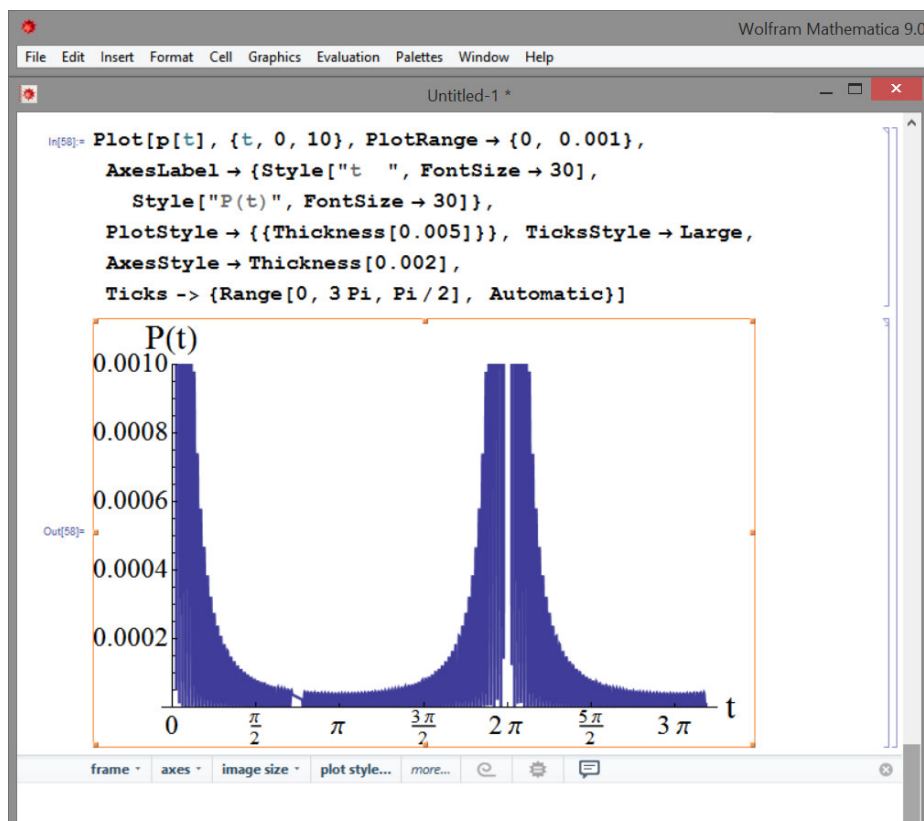 Wolfram Mathematica 9.0
File Edit Insert Format Cell Graphics Evaluation Palettes Window Help
Untitled-1 *
In[58]:= Plot[p[t], {t, 0, 10}, PlotRange → {0, 0.001},
AxesLabel → {Style["t  ", FontSize → 30],
Style["P(t)", FontSize → 30]},
PlotStyle → {{Thickness[0.005]}}, TicksStyle → Large,
AxesStyle → Thickness[0.002],
Ticks -> {Range[0, 3 Pi, Pi / 2], Automatic}]
P(t)
0.0010
0.0008
0.0006
Out[58]=
0.0004
0.0002
0 π/2 π 3π/2 2π 5π/2 3π t
frame axes image size plot style... more...